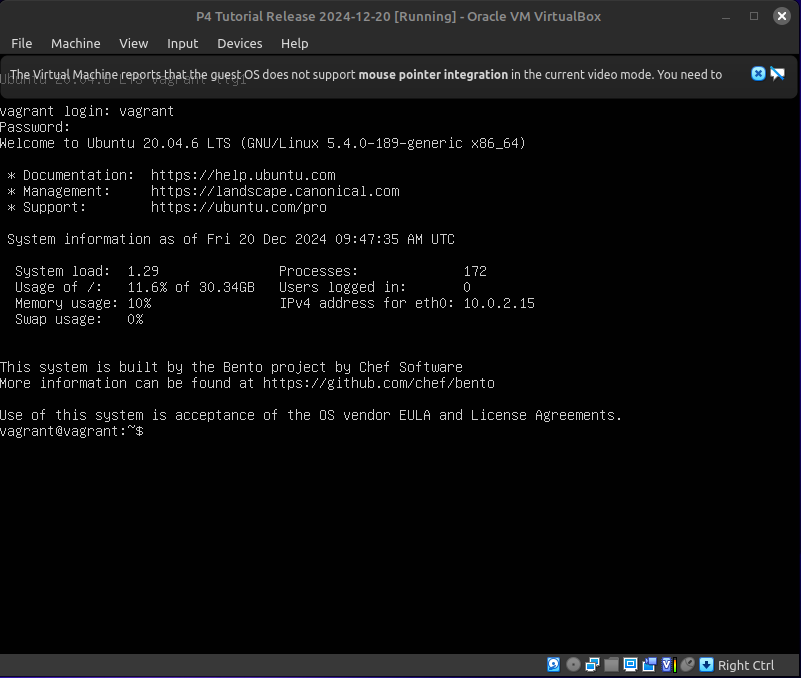 P4 Tutorial Release 2024-12-20 [Running] - Oracle VM VirtualBox
File Machine View Input Devices Help
The Virtual Machine reports that the guest OS does not support mouse pointer integration in the current video mode. You need to
Ubuntu 20.04.6 LTS vagrant tty1
vagrant login: vagrant
Password:
Welcome to Ubuntu 20.04.6 LTS (GNU/Linux 5.4.0-189-generic x86_64)
* Documentation: https://help.ubuntu.com
* Management: https://landscape.canonical.com
* Support: https://ubuntu.com/pro
System information as of Fri 20 Dec 2024 09:47:35 AM UTC
System load: 1.29 Processes: 172
Usage of /: 11.6% of 30.34GB Users logged in: 0
Memory usage: 10% IPv4 address for eth0: 10.0.2.15
Swap usage: 0%
This system is built by the Bento project by Chef Software
More information can be found at https://github.com/chef/bento
Use of this system is acceptance of the OS vendor EULA and License Agreements.
vagrant@vagrant:~$
Right Ctrl